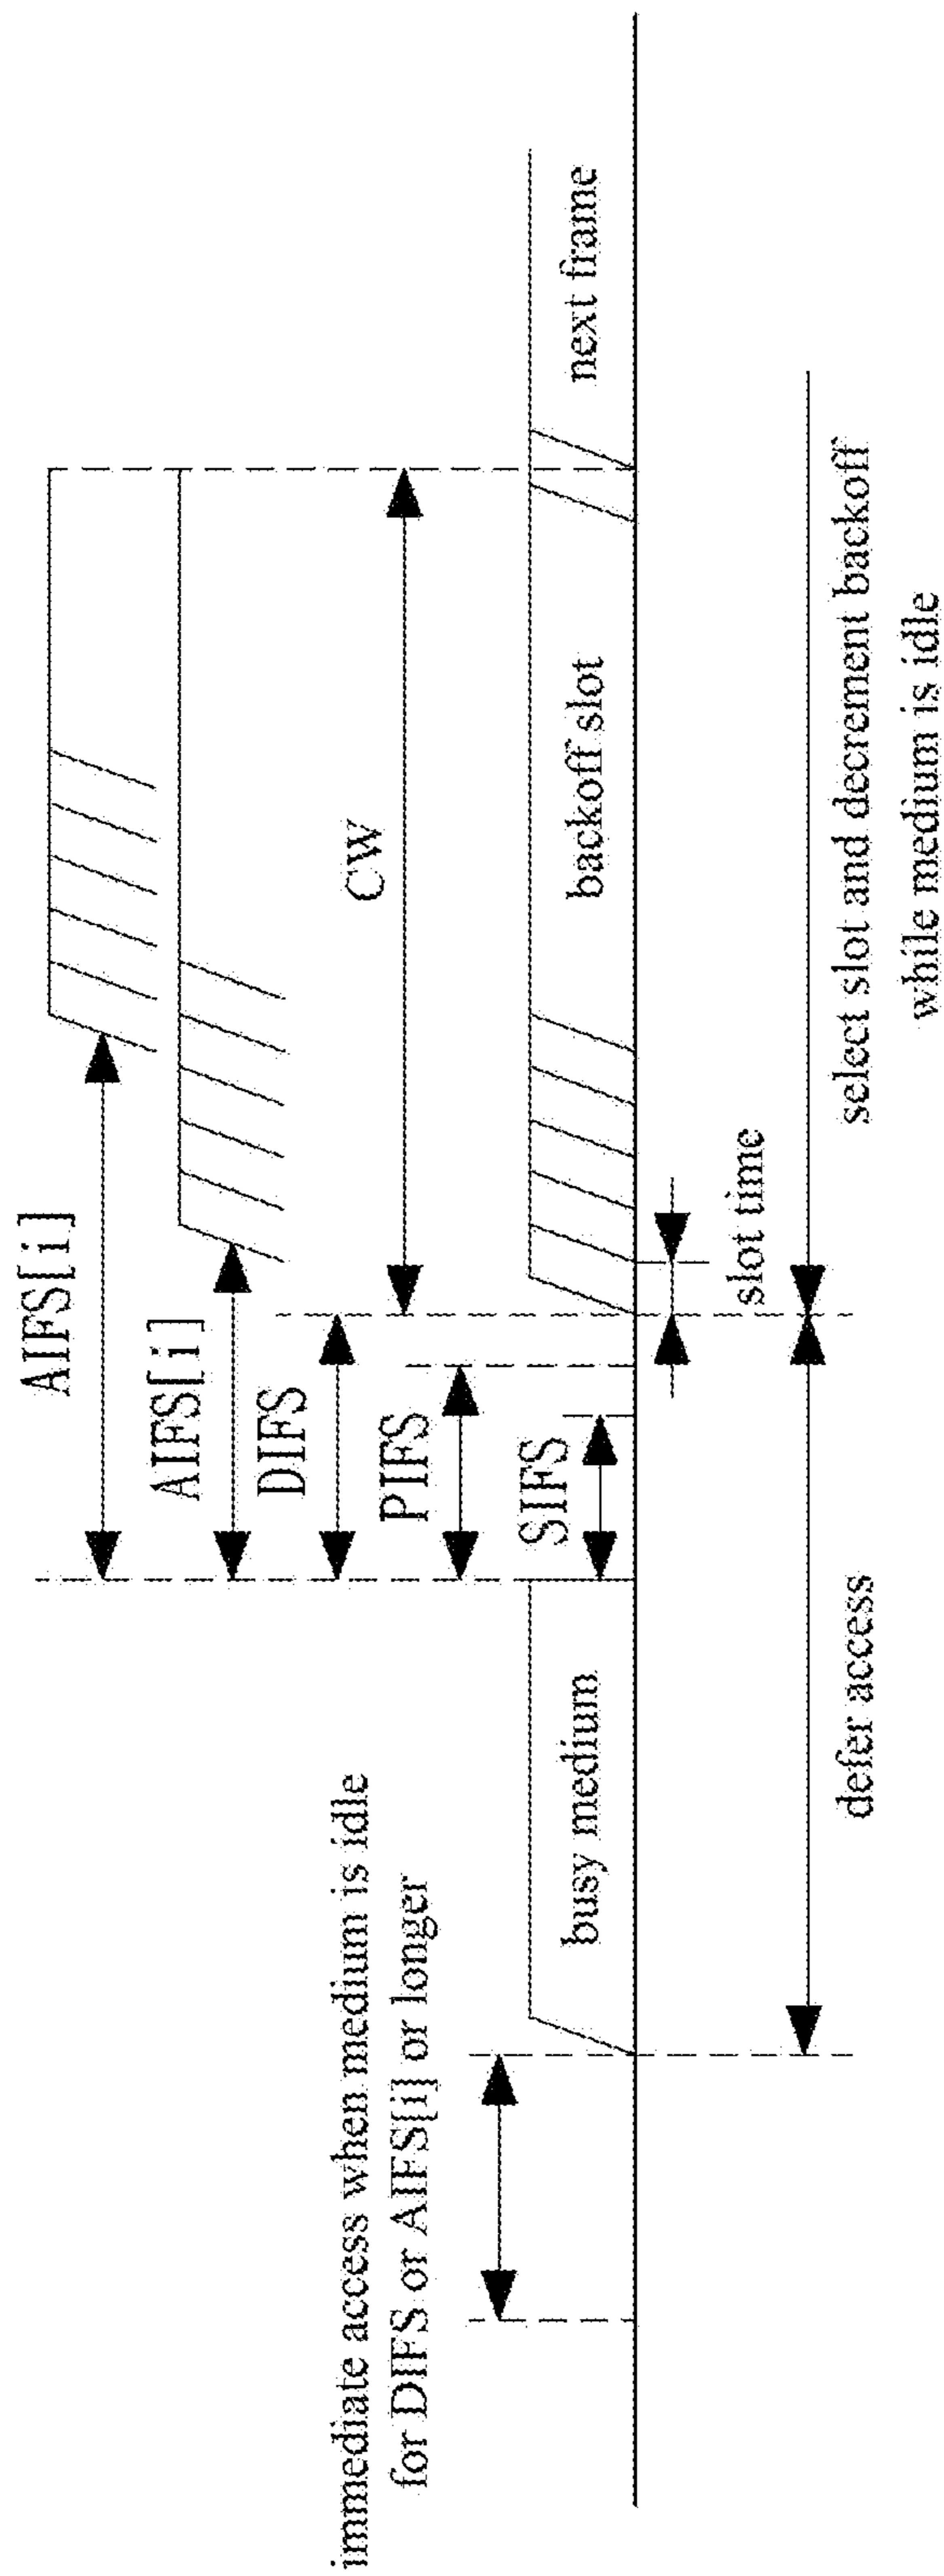 AIFS[i]
AIFS[i]
DIFS
PIFS
SIFS
CW
immediate access when medium is idle
for DIFS or AIFS[i] or longer
busy medium
backoff slot
next frame
slot time
defer access
select slot and decrement backoff
while medium is idle